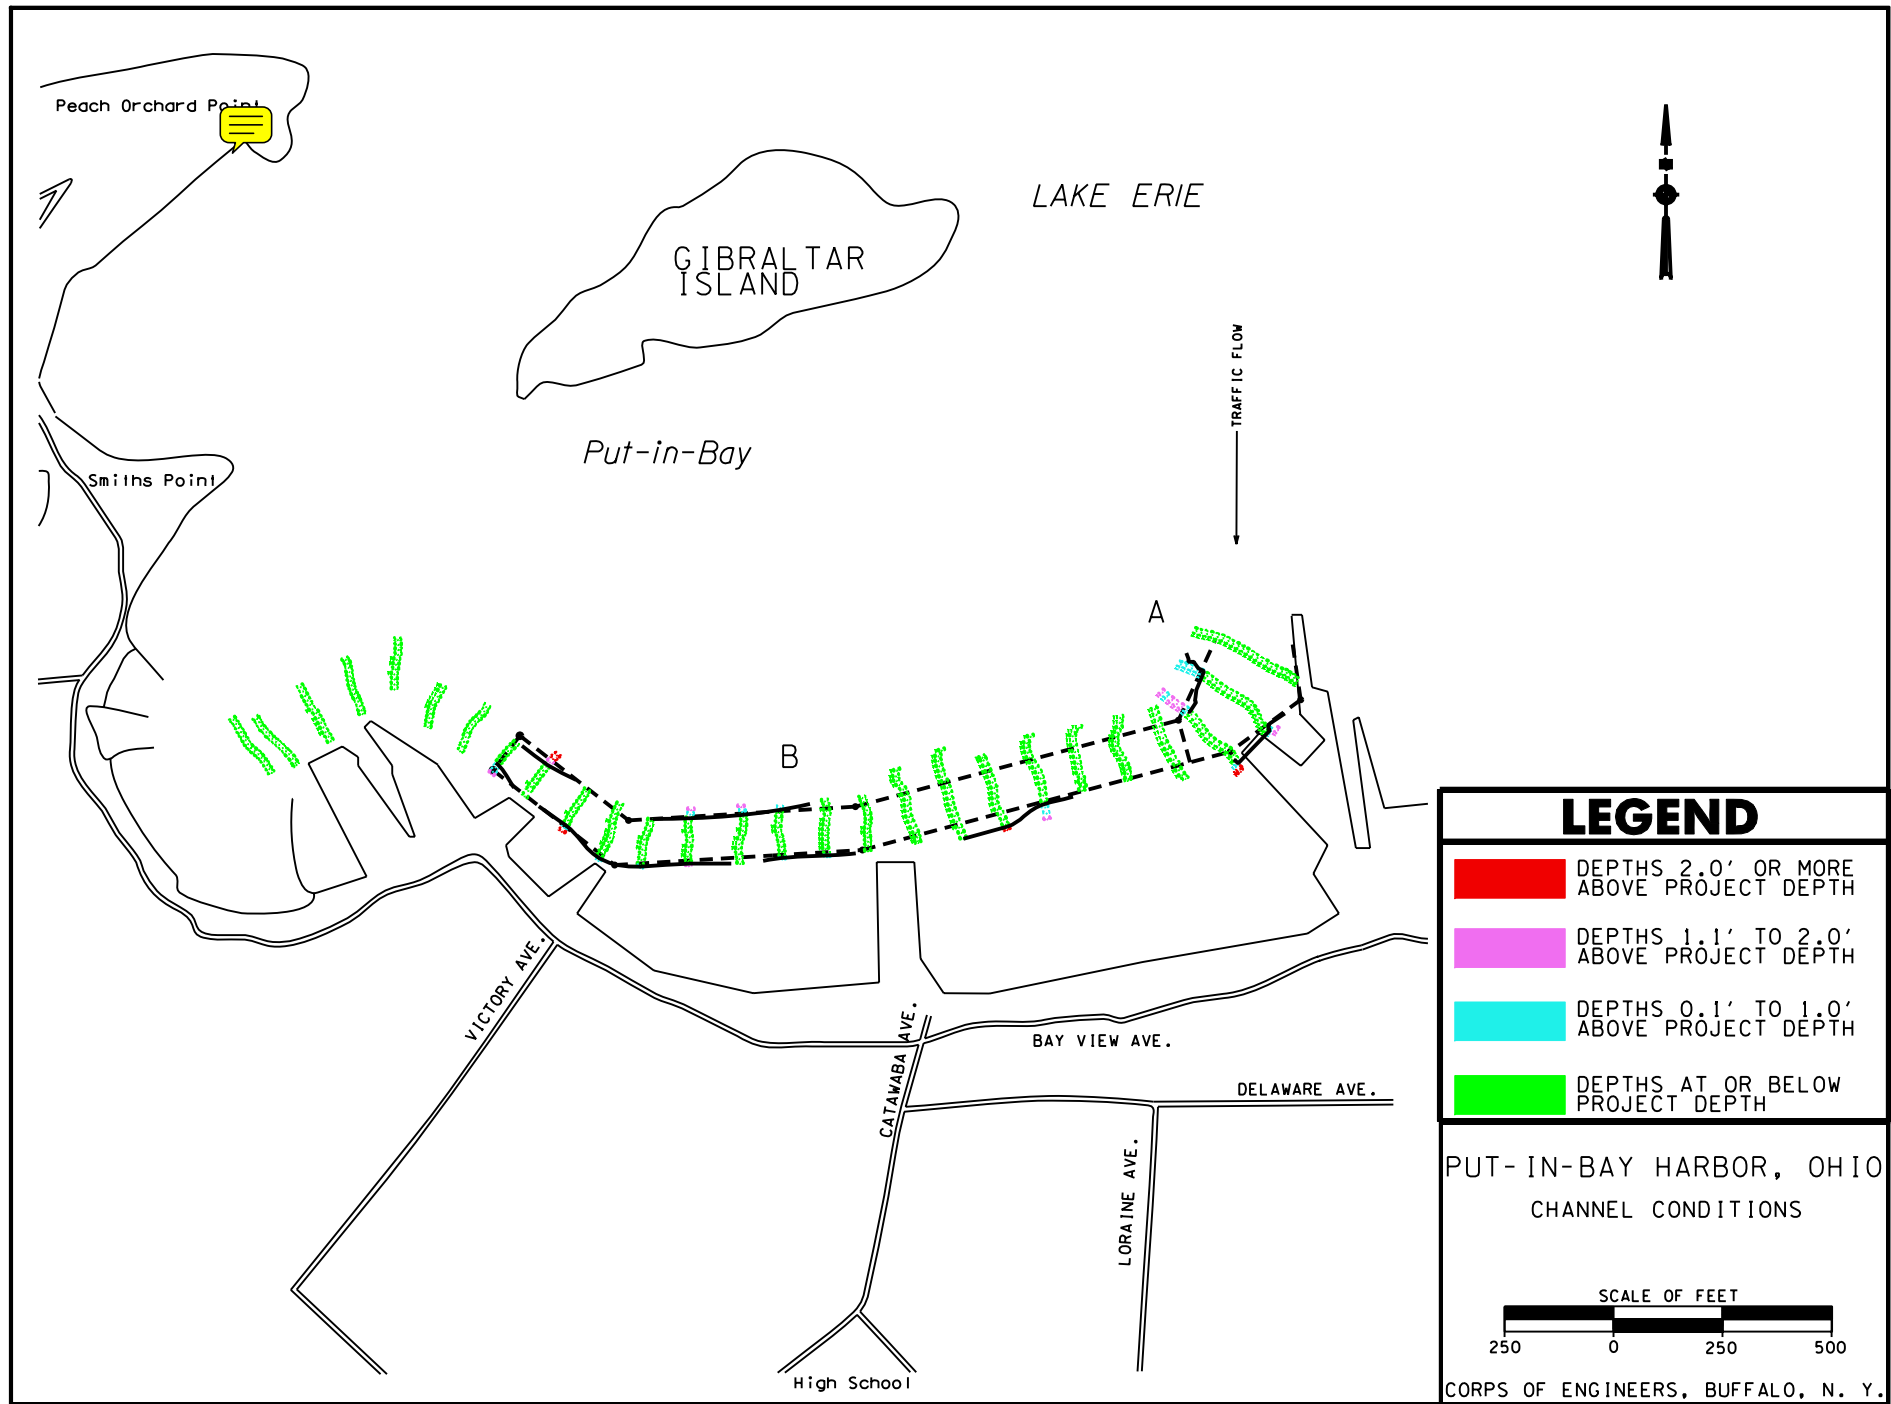 Peach Orchard Point
LAKE ERIE
GIBRALTAR
ISLAND
TRAFFIC FLOW
Put-in-Bay
Smiths Point
A
B
LEGEND
DEPTHS 2.0' OR MORE
ABOVE PROJECT DEPTH
DEPTHS 1.1' TO 2.0'
ABOVE PROJECT DEPTH
DEPTHS 0.1' TO 1.0'
ABOVE PROJECT DEPTH
DEPTHS AT OR BELOW
PROJECT DEPTH
VICTORY AVE.
CATAWABA AVE.
BAY VIEW AVE.
DELAWARE AVE.
LORAINE AVE.
High School
PUT-IN-BAY HARBOR, OHIO
CHANNEL CONDITIONS
SCALE OF FEET
250 0 250 500
CORPS OF ENGINEERS, BUFFALO, N. Y.